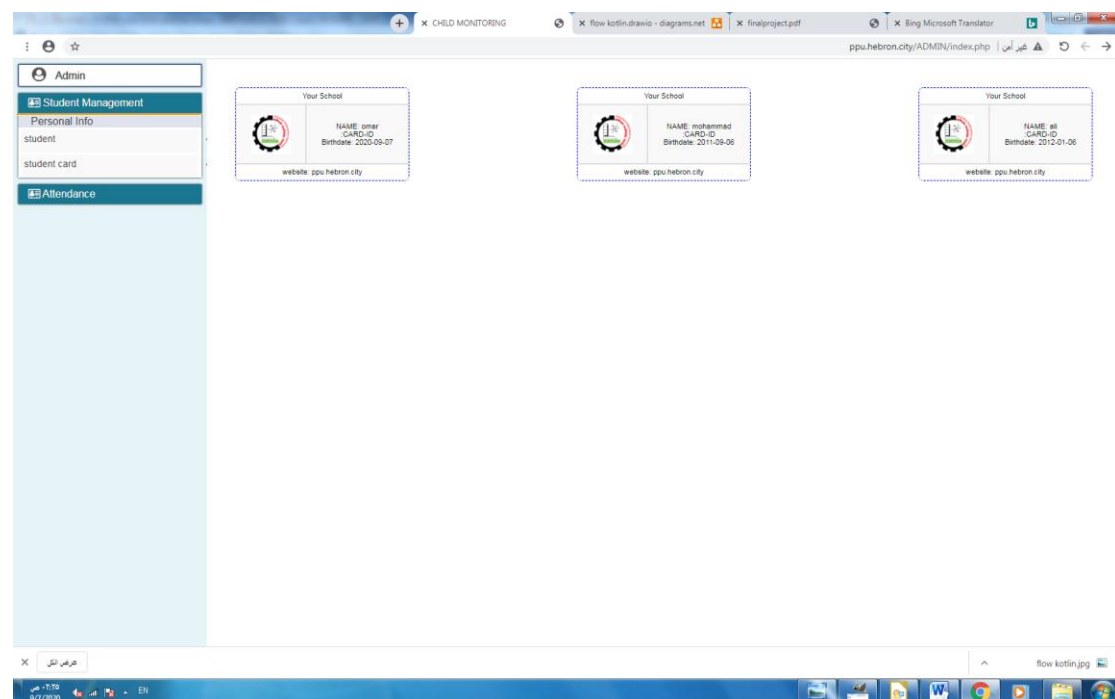 CHILD MONITORING
flow kotlin.drawio - diagrams.net
finalproject.pdf
Bing Microsoft Translator
ppu.hebron.city/ADMIN/index.php | غير آمن
Admin
Student Management
Personal Info
student
student card
Attendance
Your School
NAME: omar
:CARD-ID
Birthdate: 2020-09-07
website: ppu.hebron.city
Your School
NAME: mohammad
:CARD-ID
Birthdate: 2011-09-06
website: ppu.hebron.city
Your School
NAME: ali
:CARD-ID
Birthdate: 2012-01-06
website: ppu.hebron.city
عرض الكل
flow kotlin.jpg
EN
9/7/2020